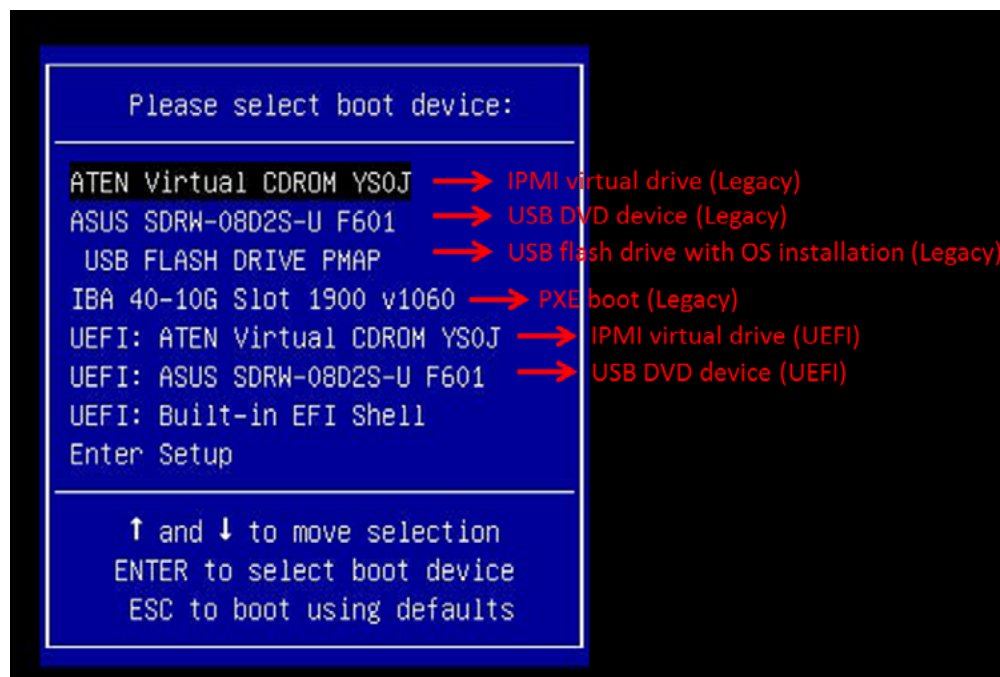 Please select boot device:
ATEN Virtual CDROM YS0J → IPMI virtual drive (Legacy)
ASUS SDRW-08D2S-U F601 → USB DVD device (Legacy)
USB FLASH DRIVE PMAP → USB flash drive with OS installation (Legacy)
IBA 40-10G Slot 1900 v1060 → PXE boot (Legacy)
UEFI: ATEN Virtual CDROM YS0J → IPMI virtual drive (UEFI)
UEFI: ASUS SDRW-08D2S-U F601 → USB DVD device (UEFI)
UEFI: Built-in EFI Shell
Enter Setup
↑ and ↓ to move selection
ENTER to select boot device
ESC to boot using defaults